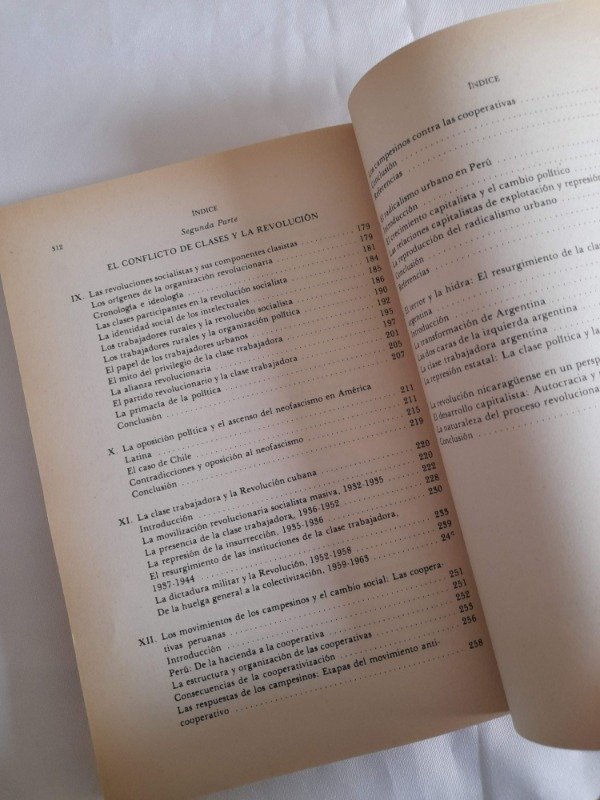 512
ÍNDICE
Segunda Parte
EL CONFLICTO DE CLASES Y LA REVOLUCIÓN
IX. Las revoluciones socialistas y sus componentes clasistas 179
Los orígenes de la organización revolucionaria 179
Cronología e ideología 181
Las clases participantes en la revolución socialista 184
La identidad social de los intelectuales 185
Los trabajadores rurales y la revolución socialista 186
Los trabajadores rurales y la organización política 190
El papel de los trabajadores urbanos 192
El mito del privilegio de la clase trabajadora 195
La alianza revolucionaria 197
El partido revolucionario y la clase trabajadora 201
La primacía de la política 205
Conclusión 207
X. La oposición política y el ascenso del neofascismo en América
Latina 211
El caso de Chile 211
Contradicciones y oposición al neofascismo 215
Conclusión 219
XI. La clase trabajadora y la Revolución cubana 220
Introducción 220
La movilización revolucionaria socialista masiva, 1932-1935 222
La presencia de la clase trabajadora, 1936-1952 228
La represión de la insurrección, 1935-1936 230
El resurgimiento de las instituciones de la clase trabajadora,
1937-1944 233
La dictadura militar y la Revolución, 1952-1958 239
De la huelga general a la colectivización, 1959-1963
XII. Los movimientos de los campesinos y el cambio social: Las coopera-
tivas peruanas 251
Introducción 251
Perú: De la hacienda a la cooperativa 252
La estructura y organización de las cooperativas 253
Consecuencias de la cooperativización 256
Las respuestas de los campesinos: Etapas del movimiento anti-
cooperativo 258
ÍNDICE
Los campesinos contra las cooperativas
Conclusión
Referencias
El radicalismo urbano en Perú
Introducción
El crecimiento capitalista y el cambio político
Las relaciones capitalistas de explotación y represión
La reproducción del radicalismo urbano
Conclusión
Referencias
El terror y la hidra: El resurgimiento de la
argentina
Introducción
La transformación de Argentina
Las dos caras de la izquierda argentina
La clase trabajadora argentina
La represión estatal: La clase política y la
La revolución nicaragüense en un
El desarrollo capitalista: Autocracia y
La naturaleza del proceso
Conclusión